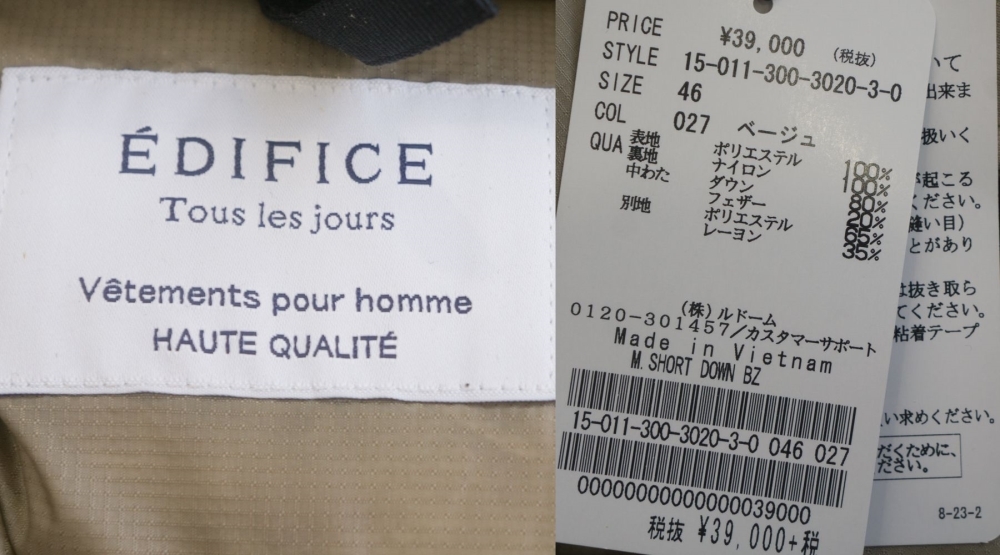 ÉDIFICE
Tous les jours
Vêtements pour homme
HAUTE QUALITÉ
PRICE ¥39,000 (税抜)
STYLE 15-011-300-3020-3-0
SIZE 46
COL 027 ベージュ
QUA 表地 ポリエステル 100%
裏地 ナイロン 100%
中わた ダウン 80%
フェザー 20%
別地 ポリエステル 65%
レーヨン 35%
(株)ルドーム
0120-301457/カスタマーサポート
Made in Vietnam
M.SHORT DOWN BZ
15-011-300-3020-3-0 046 027
00000000000000039000
税抜 ¥39,000+税
いて
出来ま
扱いく
起こる
ください。
縫い目)
とがあり
は抜き取ら
てください。
粘着テープ
い求めください。
だくために、
ださい。
8-23-2